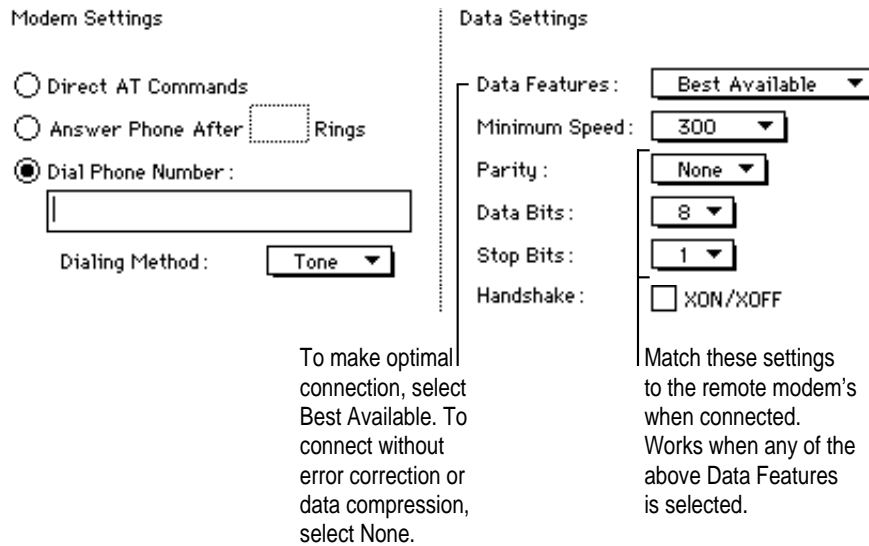 Modem Settings
Direct AT Commands
Answer Phone After Rings
Dial Phone Number:
Dialing Method: Tone
Data Settings
Data Features: Best Available
Minimum Speed: 300
Parity: None
Data Bits: 8
Stop Bits: 1
Handshake: XON/XOFF
To make optimal
connection, select
Best Available. To
connect without
error correction or
data compression,
select None.
Match these settings
to the remote modem's
when connected.
Works when any of the
above Data Features
is selected.